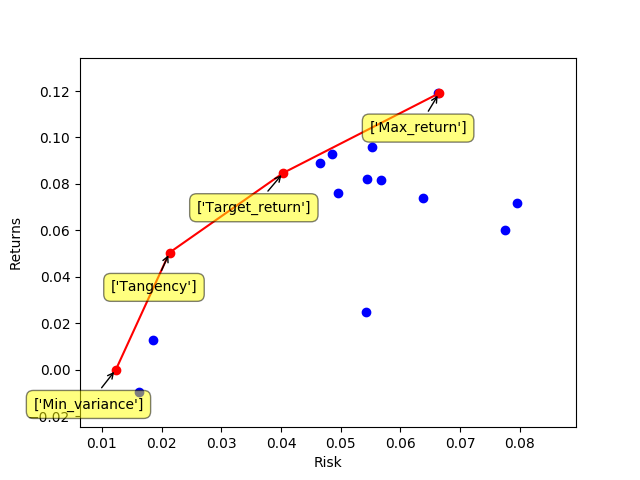 0.12
0.10
['Max_return']
0.08
['Target_return']
0.06
Returns
0.04
['Tangency']
0.02
0.00
['Min_variance']
−0.02
0.01 0.02 0.03 0.04 0.05 0.06 0.07 0.08
Risk